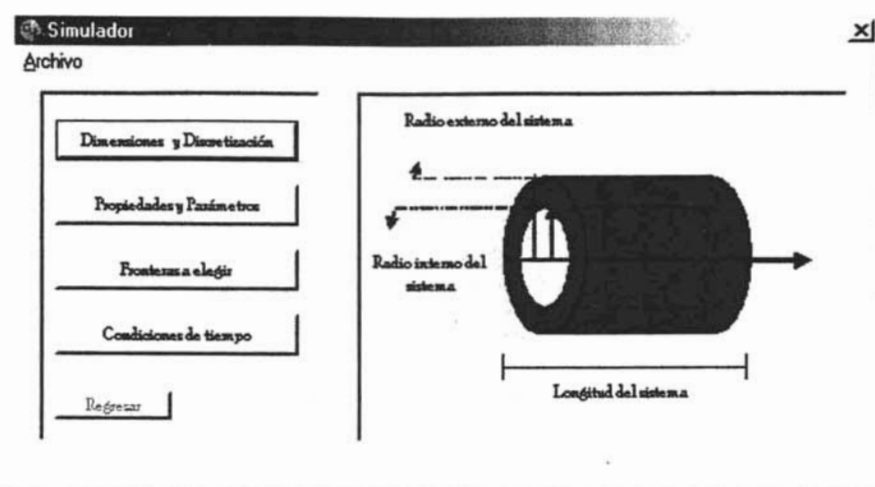 Simulador
Archivo
Dimensiones y Discretización
Propiedades y Parámetros
Fronteras a elegir
Condiciones de tiempo
Regresar
Radio externo del sistema
Radio interno del
sistema
Longitud del sistema